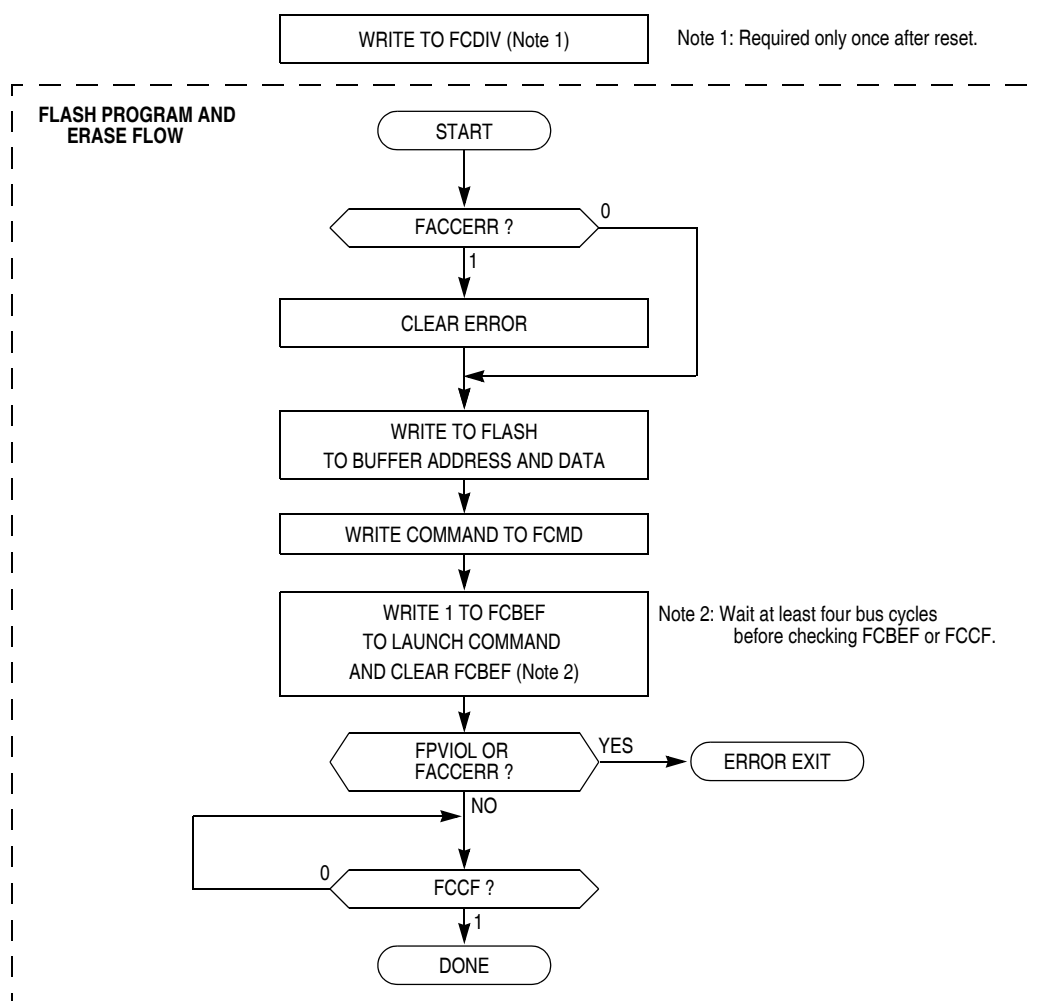 WRITE TO FCDIV (Note 1)
Note 1: Required only once after reset.
FLASH PROGRAM AND
ERASE FLOW
START
FACCERR ?
0
1
CLEAR ERROR
WRITE TO FLASH
TO BUFFER ADDRESS AND DATA
WRITE COMMAND TO FCMD
WRITE 1 TO FCBEF
TO LAUNCH COMMAND
AND CLEAR FCBEF (Note 2)
Note 2: Wait at least four bus cycles
before checking FCBEF or FCCF.
FPVIOL OR
FACCERR ?
YES
ERROR EXIT
NO
0
FCCF ?
1
DONE